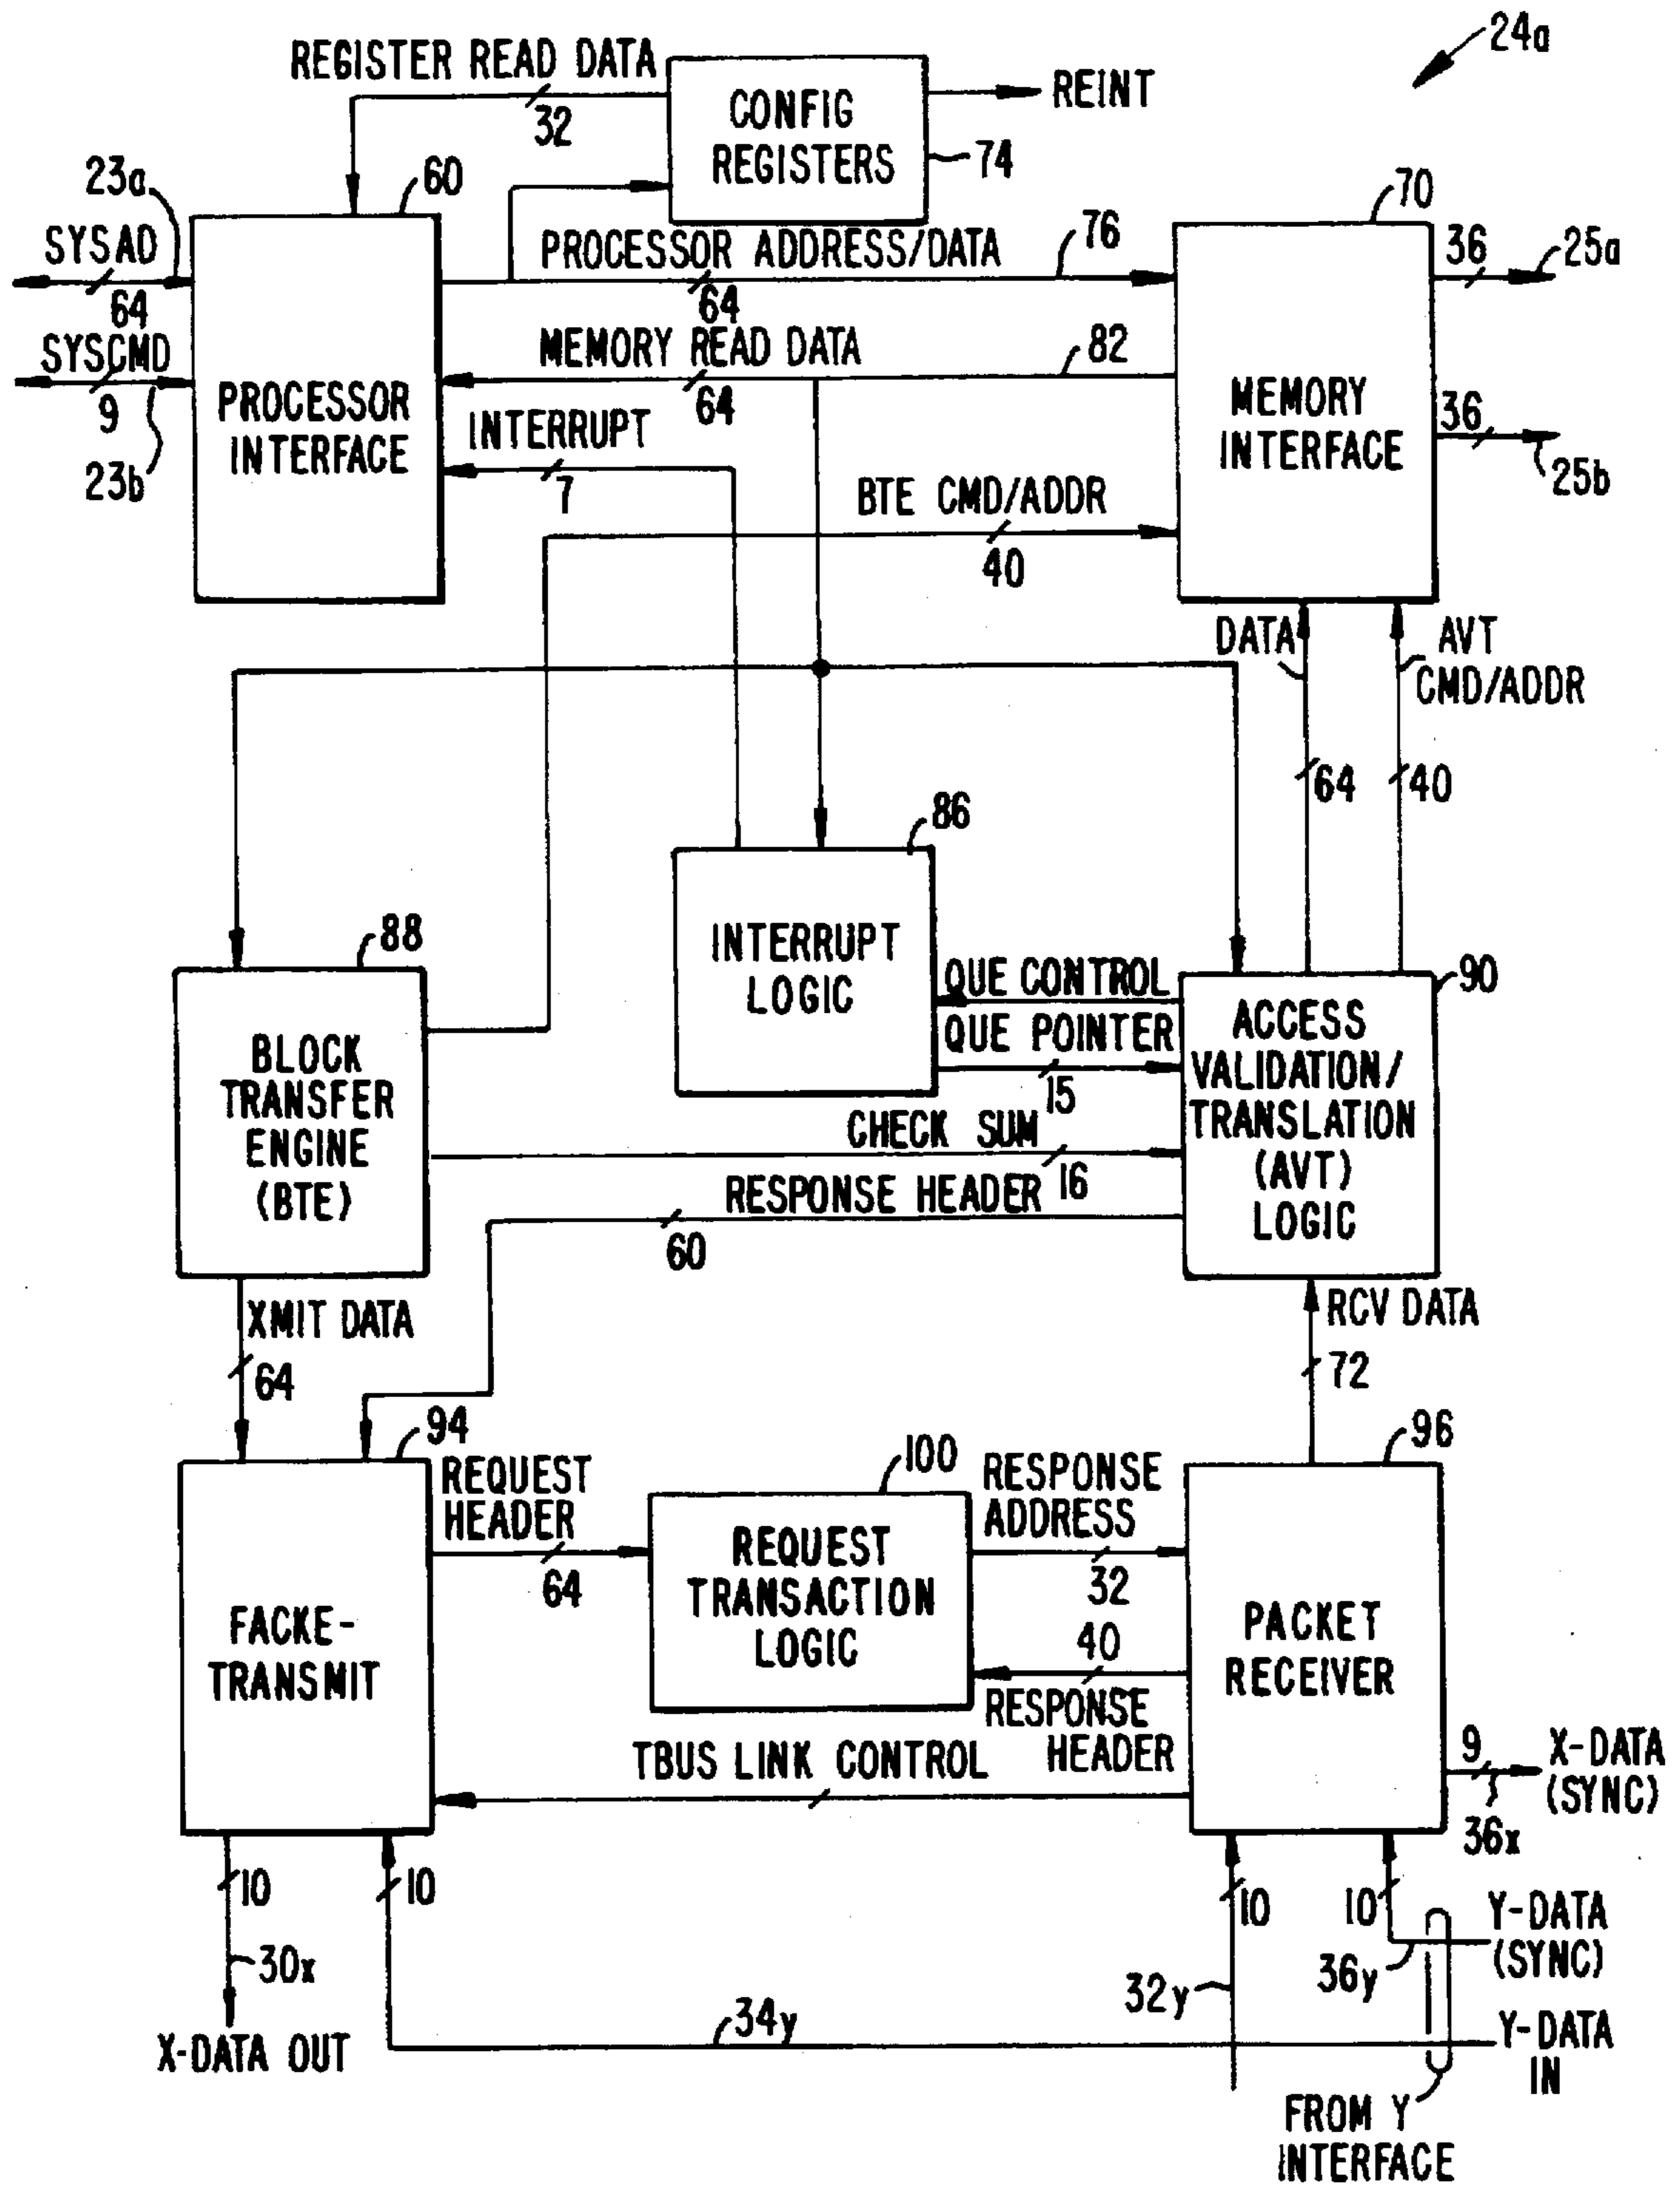 24a
REGISTER READ DATA
32
CONFIG
REGISTERS
REINT
74
23a
60
70
SYSAD
64
PROCESSOR ADDRESS/DATA
76
64
36
25a
SYSCMD
9
23b
MEMORY READ DATA
82
64
PROCESSOR
INTERFACE
INTERRUPT
7
MEMORY
INTERFACE
36
25b
BTE CMD/ADDR
40
DATA
AVT
CMD/ADDR
64
40
86
INTERRUPT
LOGIC
88
BLOCK
TRANSFER
ENGINE
(BTE)
QUE CONTROL
QUE POINTER
15
90
ACCESS
VALIDATION/
TRANSLATION
(AVT)
LOGIC
CHECK SUM
16
RESPONSE HEADER
60
XMIT DATA
64
RCV DATA
72
94
REQUEST
HEADER
64
100
REQUEST
TRANSACTION
LOGIC
RESPONSE
ADDRESS
32
96
FACKE-
TRANSMIT
PACKET
RECEIVER
40
RESPONSE
HEADER
TBUS LINK CONTROL
9
X-DATA
(SYNC)
36x
10
10
10
10
Y-DATA
(SYNC)
36y
30x
32y
34y
X-DATA OUT
Y-DATA
IN
FROM Y
INTERFACE